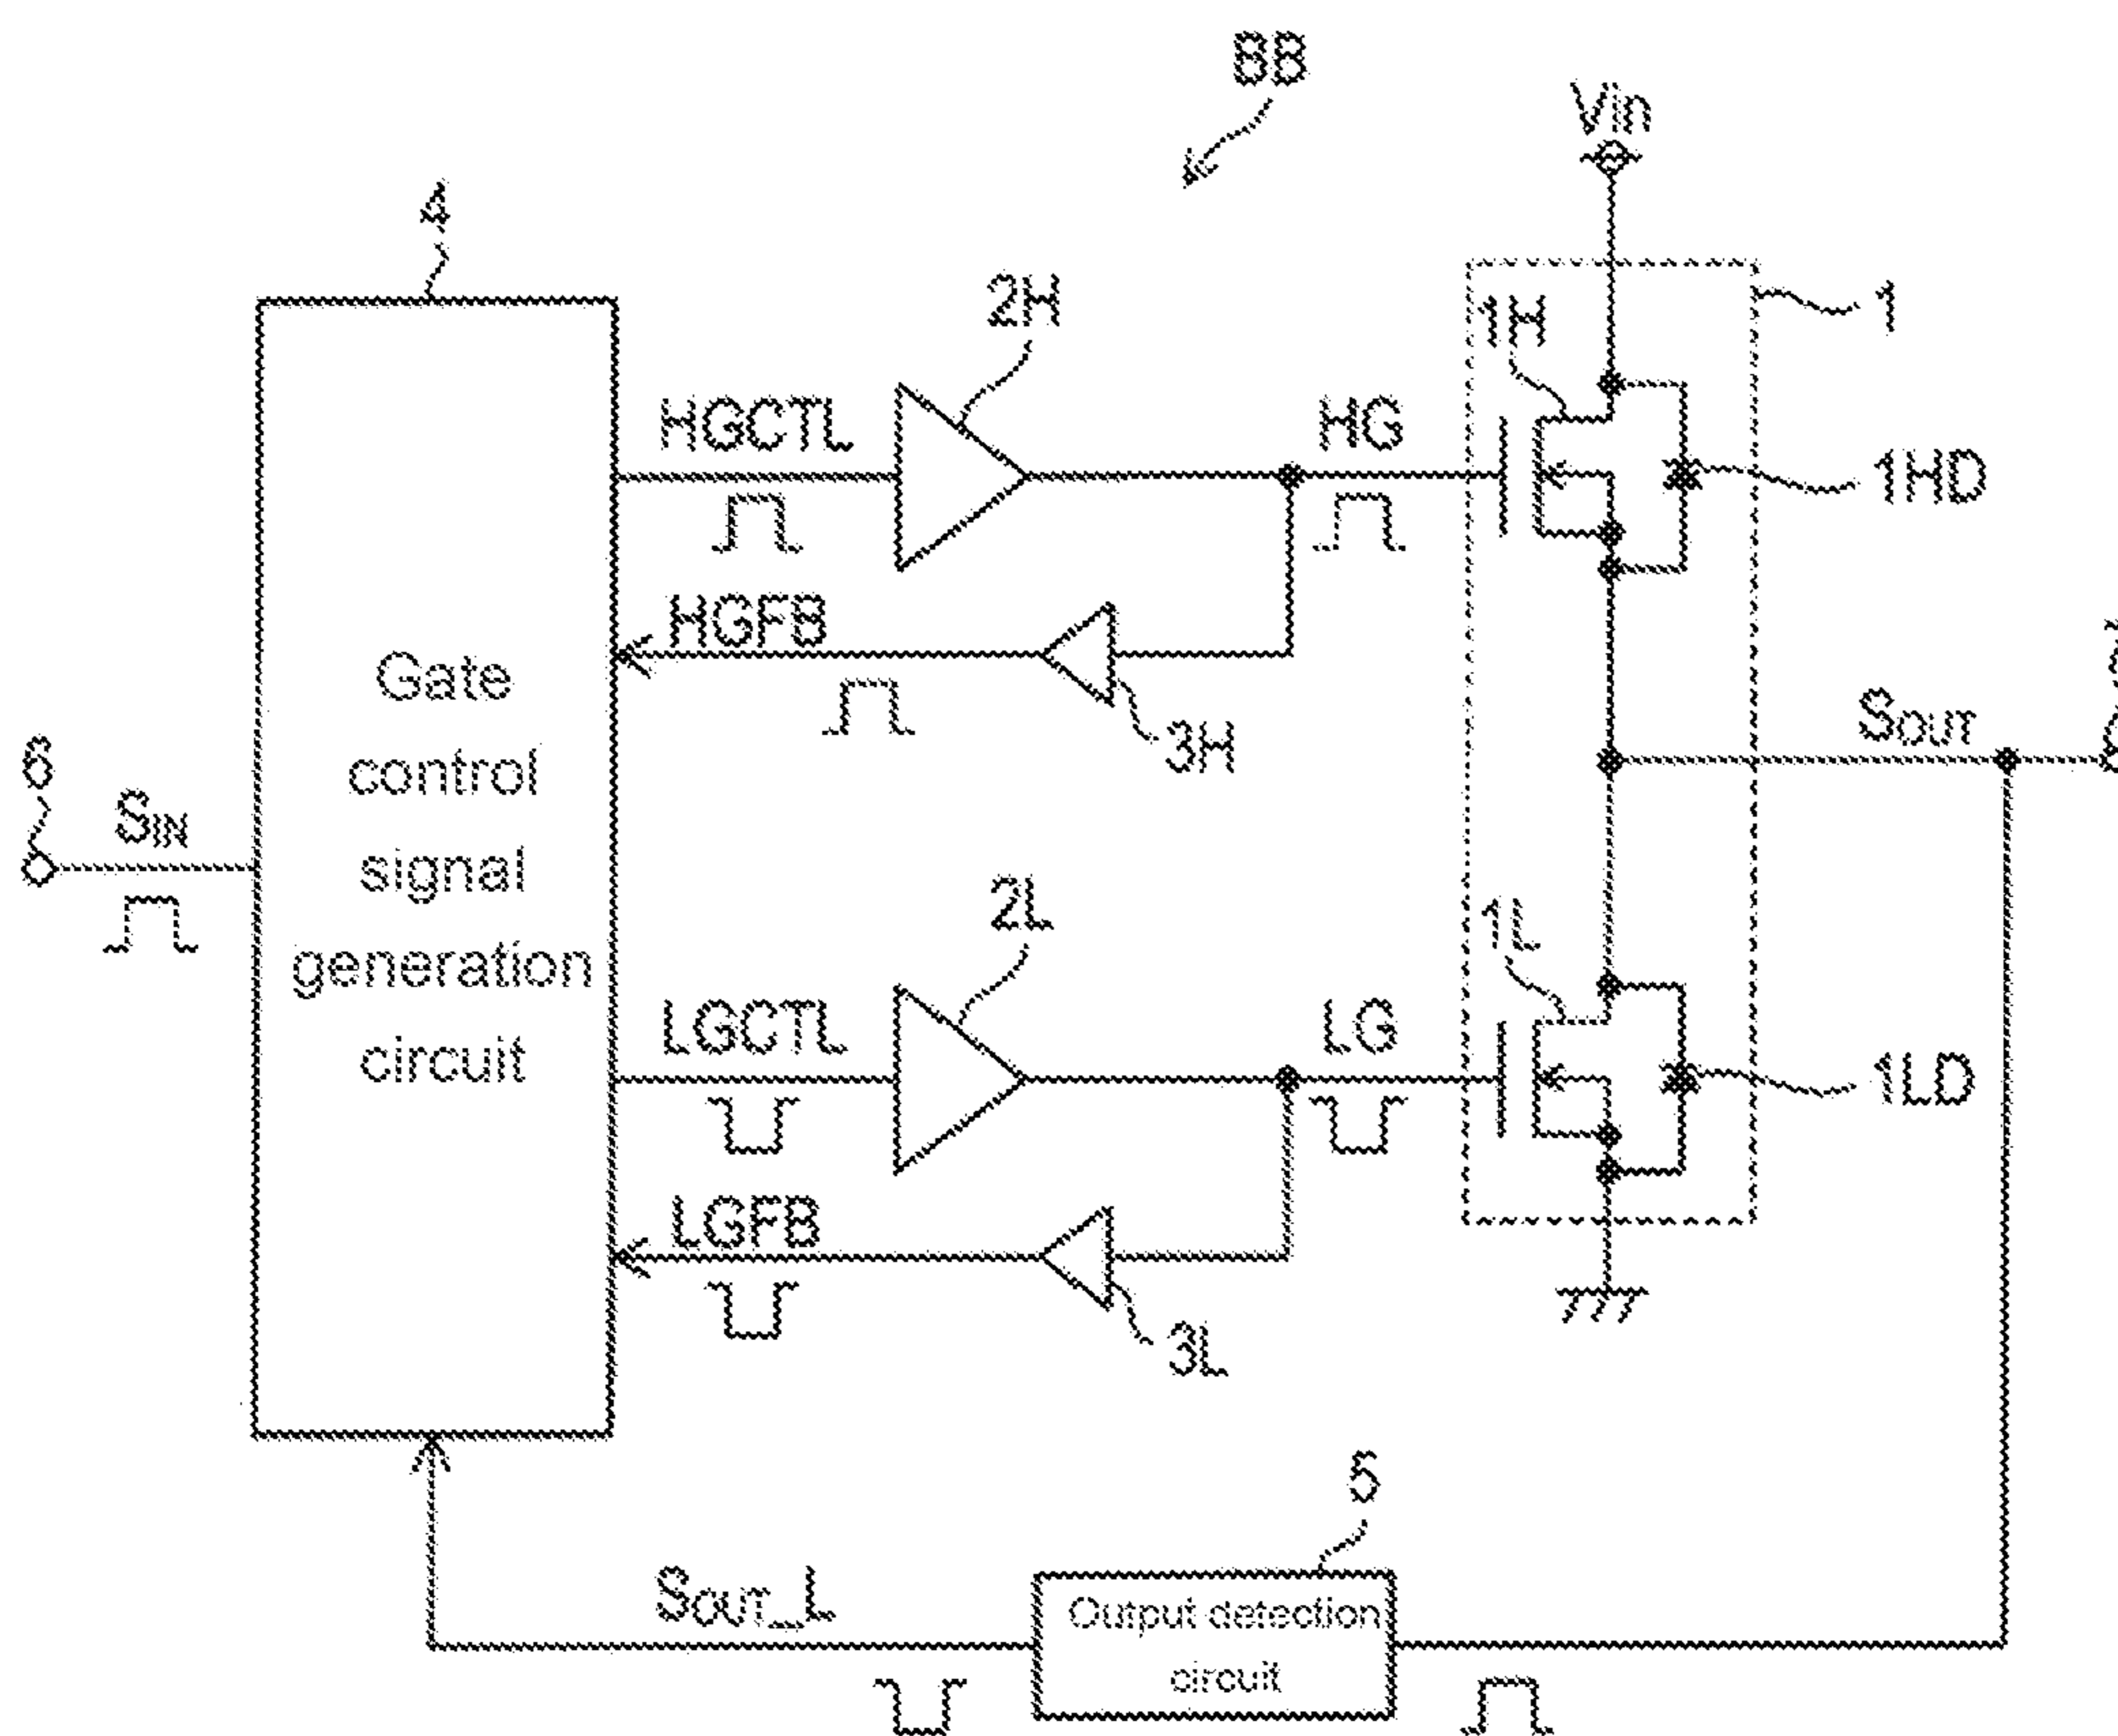 8B
Vin
4
2H
1H
1
HGCTL
HG
1HD
HGFB
3H
Gate
control
signal
generation
circuit
6
SIN
SOUT
2L
1L
LGCTL
LG
1LD
LGFB
3L
5
SOUT_L
Output detection
circuit